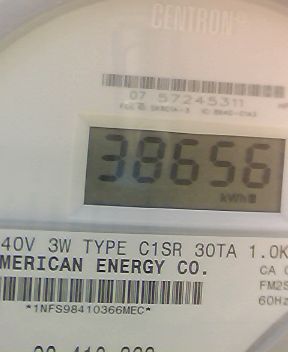 CENTRON®
07 57245311
38656
kWh
40V 3W TYPE C1SR 30TA 1.0K
MERICAN ENERGY CO.
CA
FM2S
60Hz
*1NFS98410366MEC*